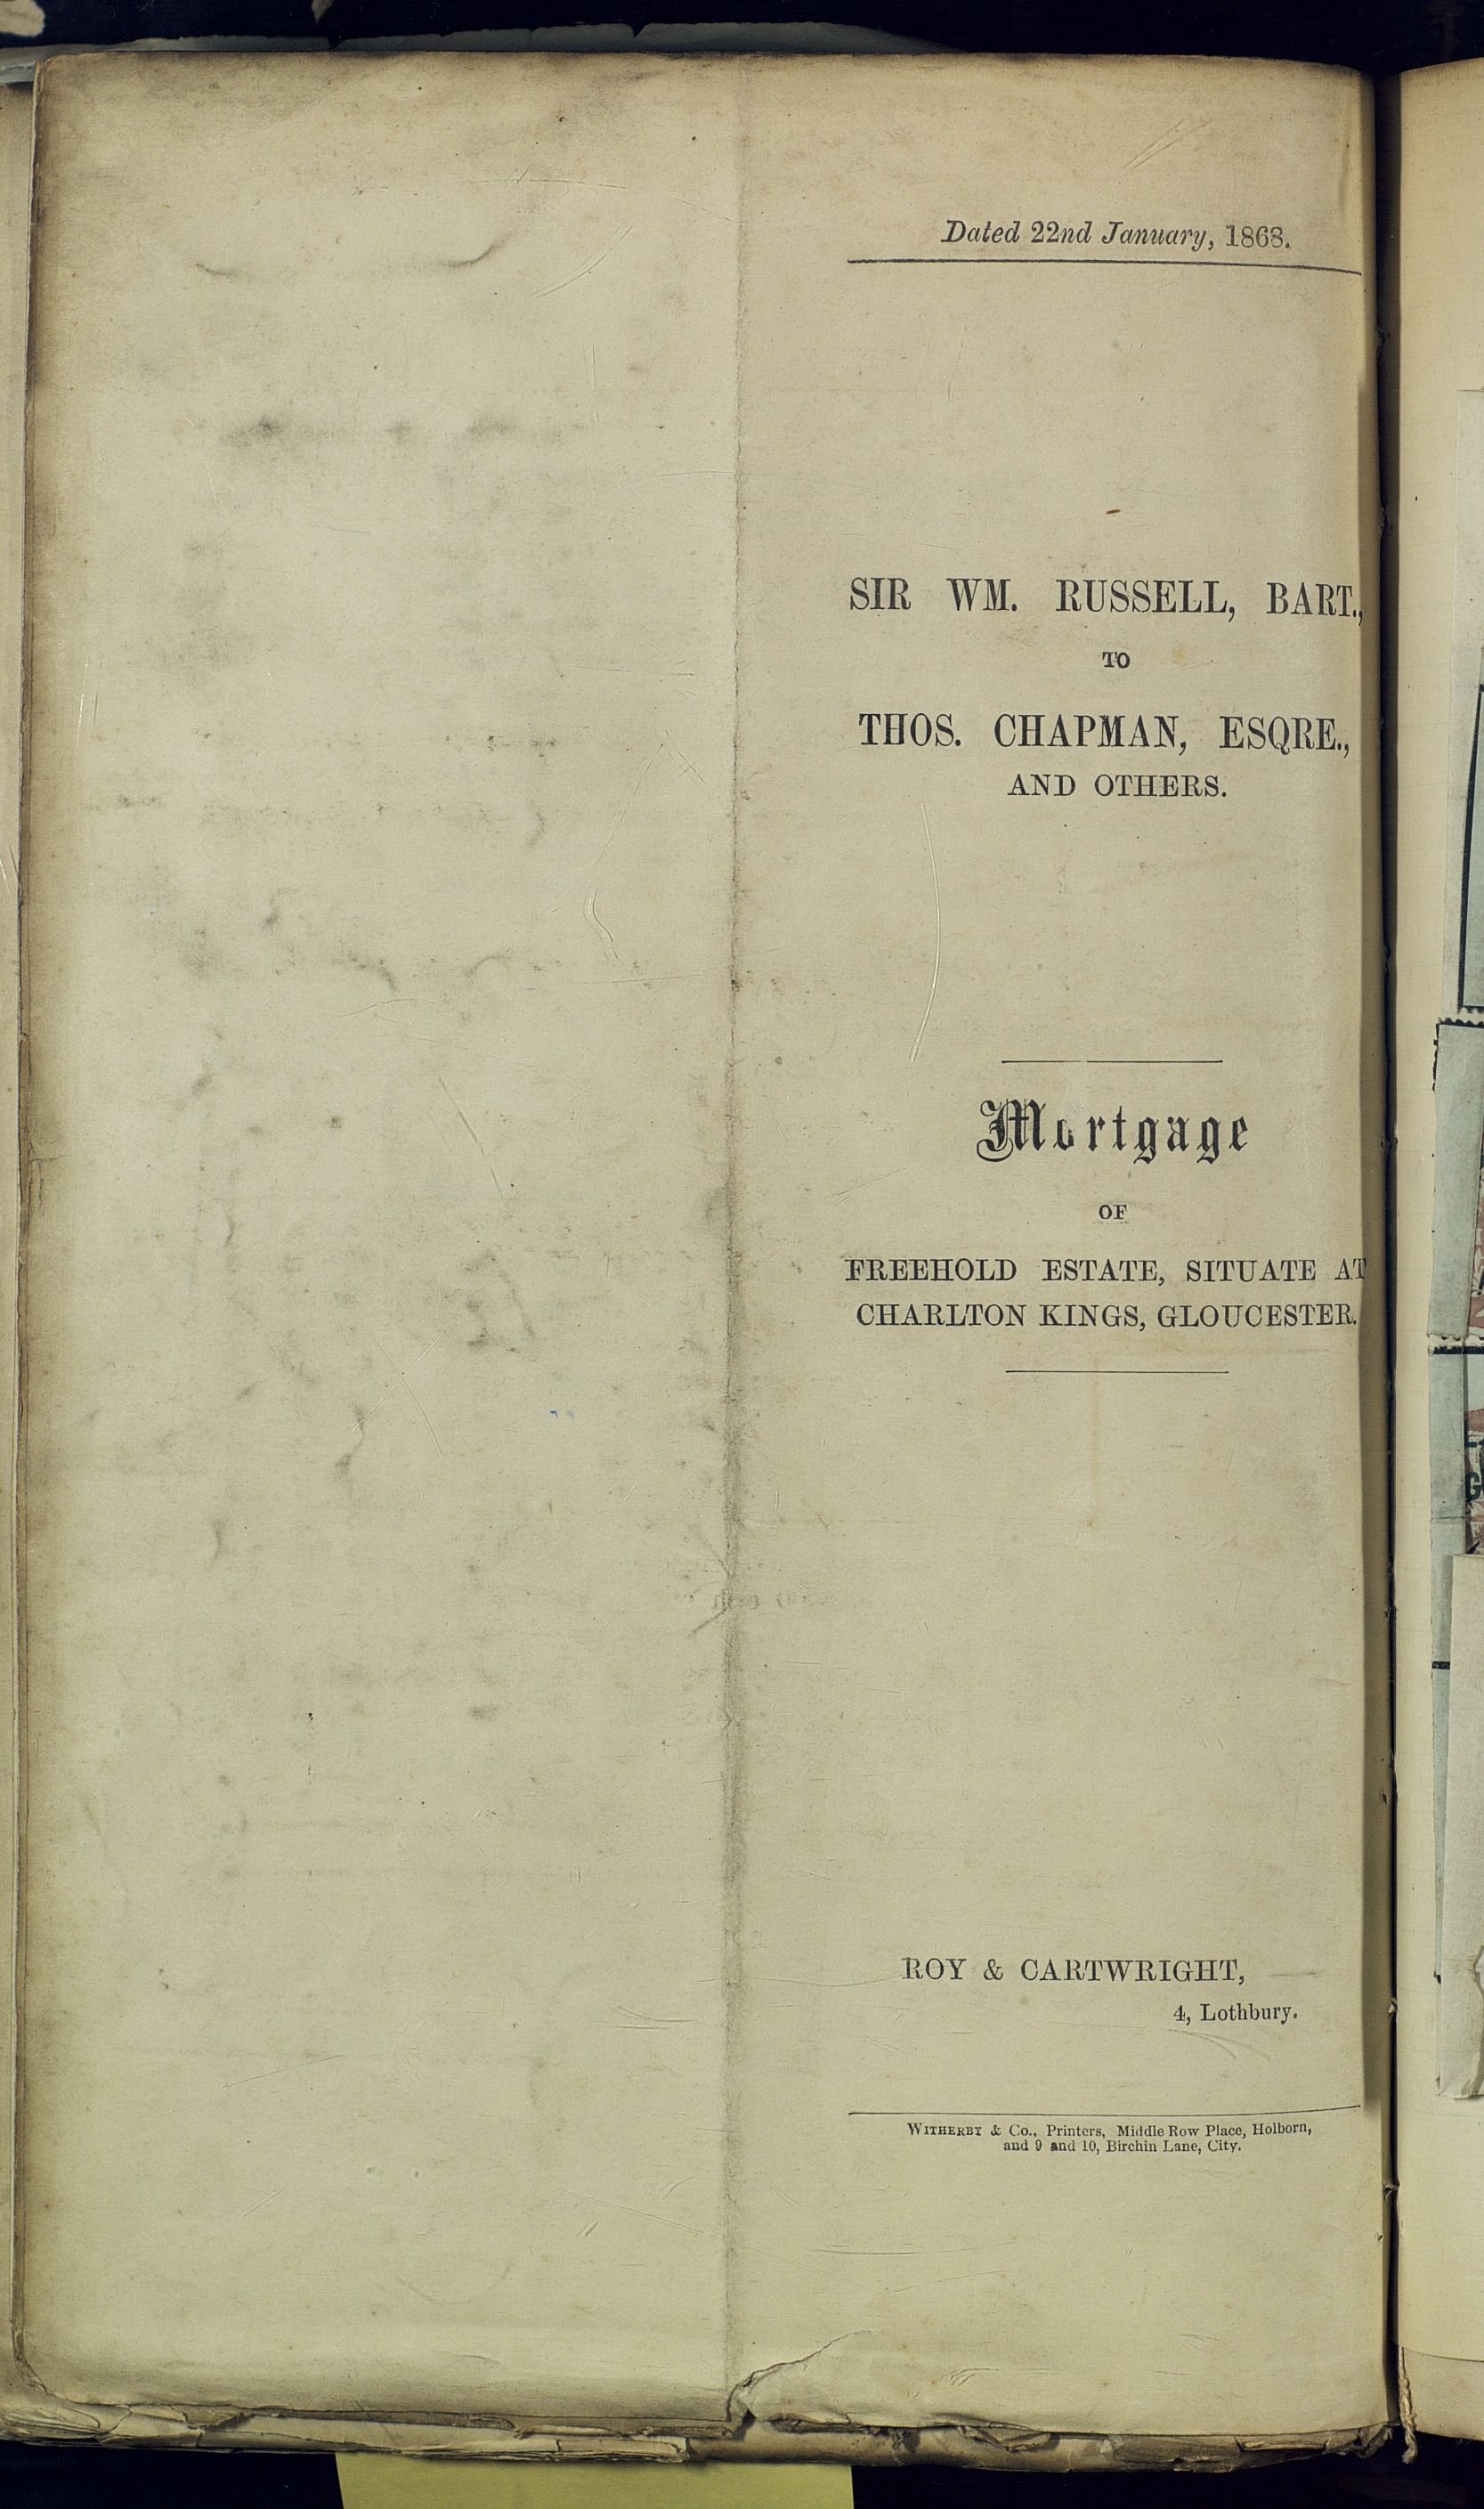 Dated 22nd January, 1868.
SIR WM. RUSSELL, BART.,
TO
THOS. CHAPMAN, ESQRE.,
AND OTHERS.
Mortgage
OF
FREEHOLD ESTATE, SITUATE AT
CHARLTON KINGS, GLOUCESTER.
ROY & CARTWRIGHT,
4, Lothbury.
WITHERBY & Co., Printers, Middle Row Place, Holborn,
and 9 and 10, Birchin Lane, City.